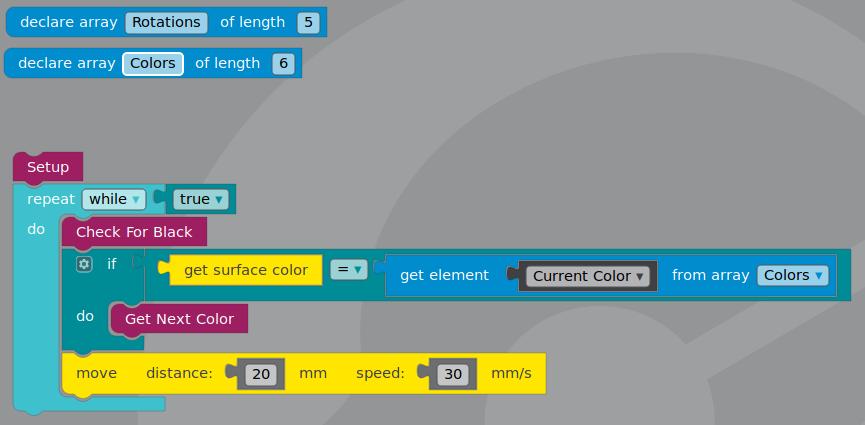 declare array Rotations of length 5
declare array Colors of length 6
Setup
repeat while true
do
Check For Black
if get surface color = get element Current Color from array Colors
do Get Next Color
move distance: 20 mm speed: 30 mm/s